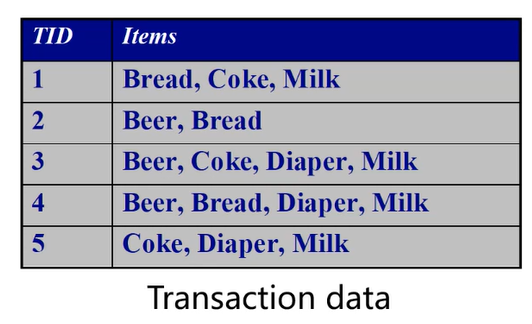 TID Items
1 Bread, Coke, Milk
2 Beer, Bread
3 Beer, Coke, Diaper, Milk
4 Beer, Bread, Diaper, Milk
5 Coke, Diaper, Milk
Transaction data